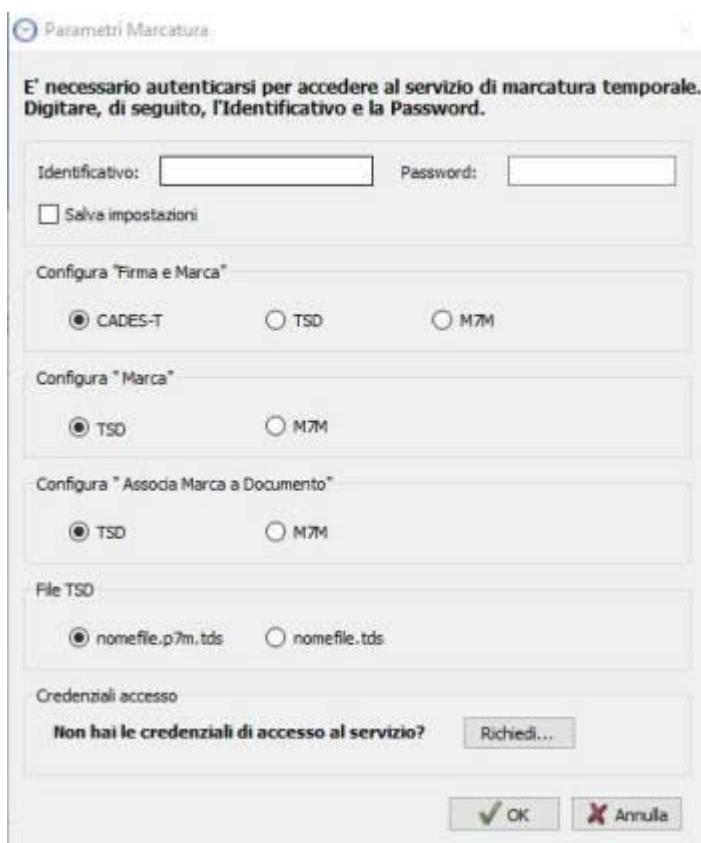 Parametri Marcatura
E' necessario autenticarsi per accedere al servizio di marcatura temporale.
Digitare, di seguito, l'Identificativo e la Password.
Identificativo: Password:
Salva impostazioni
Configura "Firma e Marca"
CADES-T TSD M7M
Configura " Marca"
TSD M7M
Configura " Associa Marca a Documento"
TSD M7M
File TSD
nomefile.p7m.tds nomefile.tds
Credenziali accesso
Non hai le credenziali di accesso al servizio? Richiedi...
OK Annulla